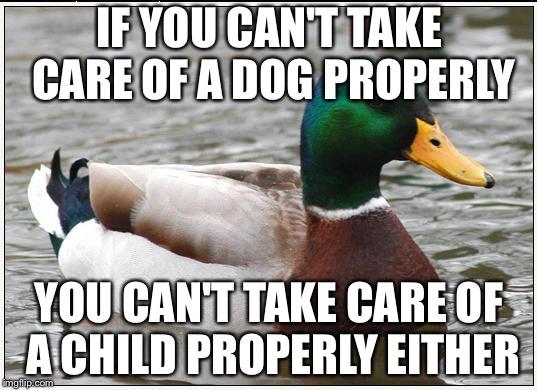 IF YOU CAN'T TAKE
CARE OF A DOG PROPERLY
YOU CAN'T TAKE CARE OF
A CHILD PROPERLY EITHER
imgflip.com